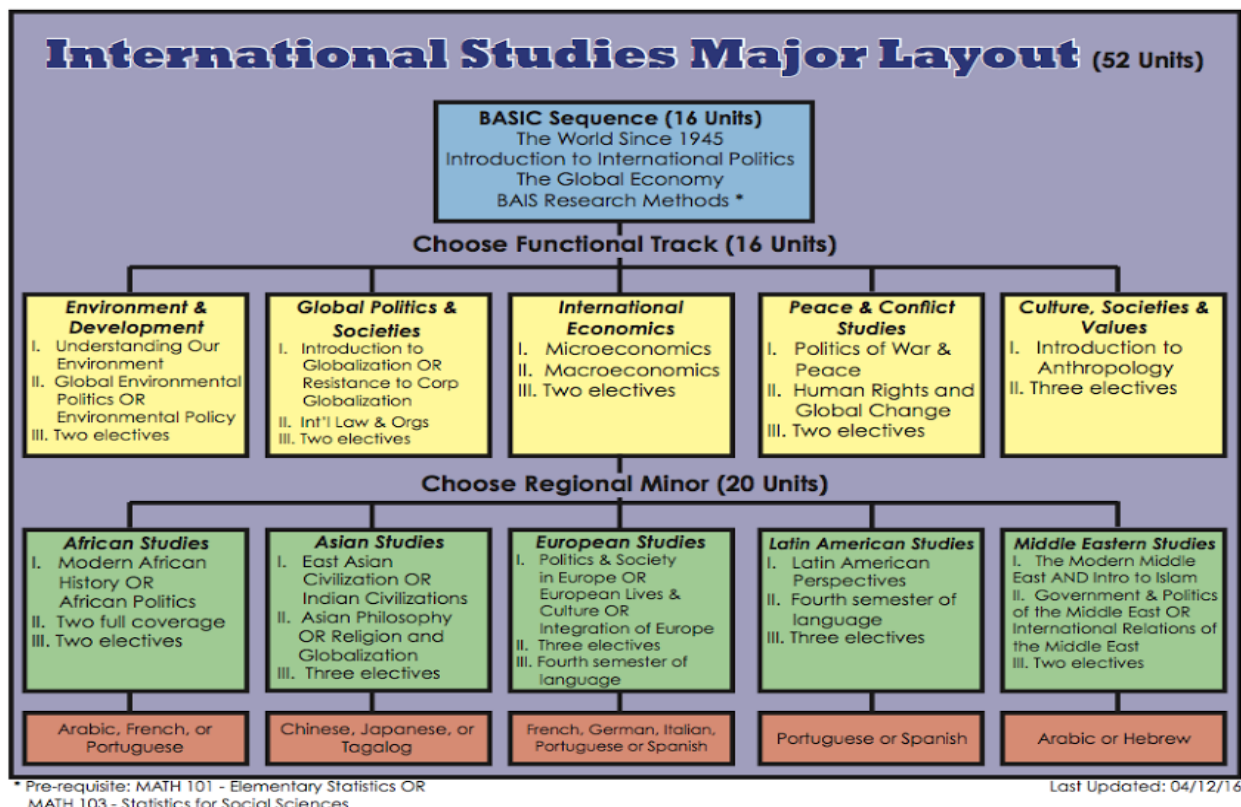 International Studies Major Layout (52 Units)
BASIC Sequence (16 Units)
The World Since 1945
Introduction to International Politics
The Global Economy
BAIS Research Methods *
Choose Functional Track (16 Units)
Environment &
Development
I. Understanding Our
Environment
II. Global Environmental
Politics OR
Environmental Policy
III. Two electives
Global Politics &
Societies
I. Introduction to
Globalization OR
Resistance to Corp
Globalization
II. Int'l Law & Orgs
III. Two electives
International
Economics
I. Microeconomics
II. Macroeconomics
III. Two electives
Peace & Conflict
Studies
I. Politics of War &
Peace
II. Human Rights and
Global Change
III. Two electives
Culture, Societies &
Values
I. Introduction to
Anthropology
II. Three electives
Choose Regional Minor (20 Units)
African Studies
I. Modern African
History OR
African Politics
II. Two full coverage
III. Two electives
Asian Studies
I. East Asian
Civilization OR
Indian Civilizations
II. Asian Philosophy
OR Religion and
Globalization
III. Three electives
European Studies
I. Politics & Society
in Europe OR
European Lives &
Culture OR
Integration of Europe
II. Three electives
III. Fourth semester of
language
Latin American Studies
I. Latin American
Perspectives
II. Fourth semester of
language
III. Three electives
Middle Eastern Studies
I. The Modern Middle
East AND Intro to Islam
II. Government & Politics
of the Middle East OR
International Relations of
the Middle East
III. Two electives
Arabic, French, or
Portuguese
Chinese, Japanese, or
Tagalog
French, German, Italian,
Portuguese or Spanish
Portuguese or Spanish
Arabic or Hebrew
* Pre-requisite: MATH 101 - Elementary Statistics OR
MATH 103 - Statistics for Social Sciences
Last Updated: 04/12/16